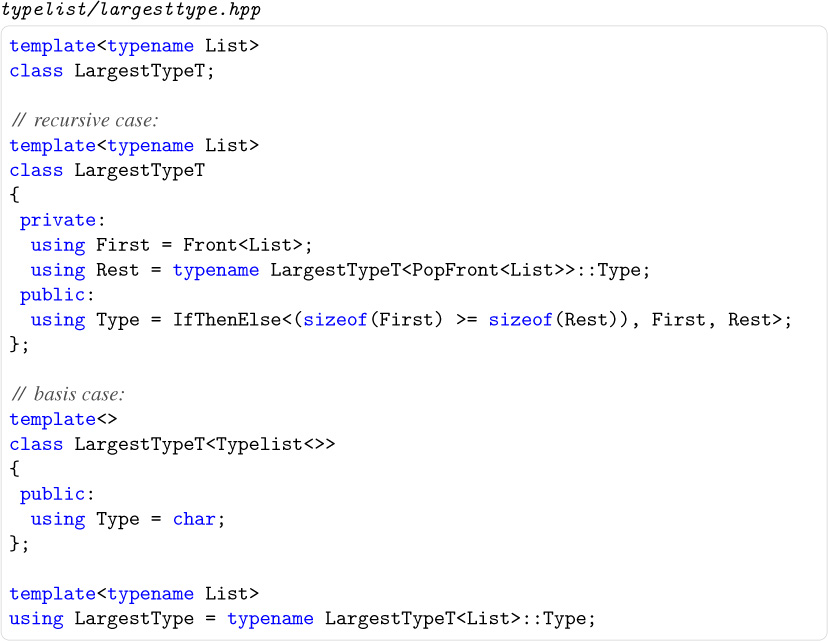 typelist/largesttype.hpp
template<typename List>
class LargestTypeT;
// recursive case:
template<typename List>
class LargestTypeT
{
private:
using First = Front<List>;
using Rest = typename LargestTypeT<PopFront<List>>::Type;
public:
using Type = IfThenElse<(sizeof(First) >= sizeof(Rest)), First, Rest>;
};
// basis case:
template<>
class LargestTypeT<Typelist<>>
{
public:
using Type = char;
};
template<typename List>
using LargestType = typename LargestTypeT<List>::Type;